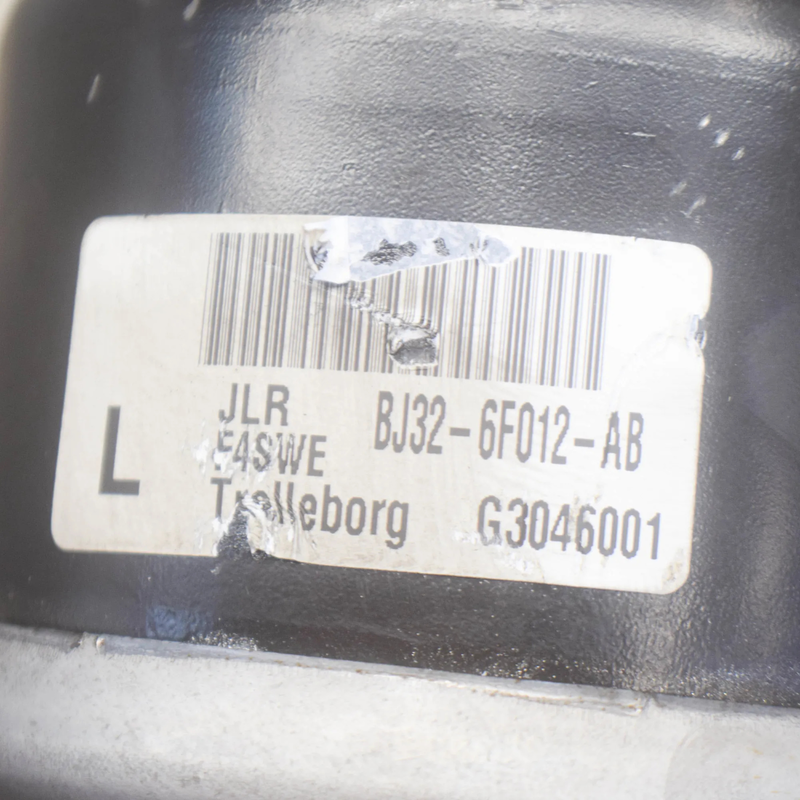 JLR BJ32-6F012-AB
L E4SWE
Trelleborg G3046001